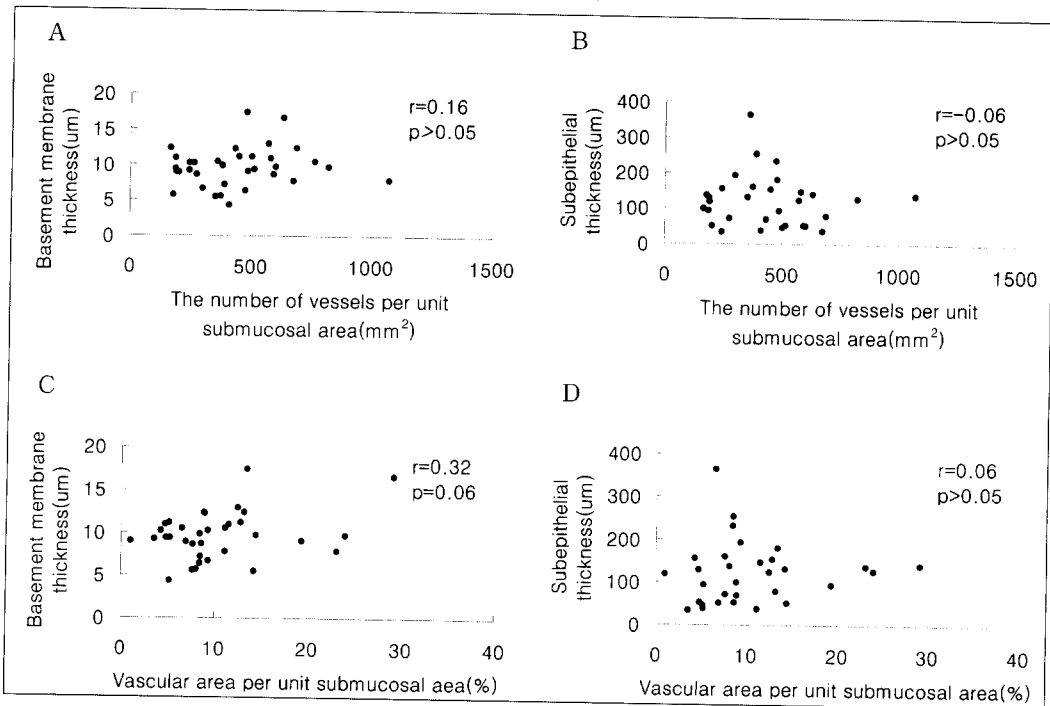 A
Basement membrane
thickness(um)
20
15
10
5
0
r=0.16
p>0.05
0 500 1000 1500
The number of vessels per unit
submucosal area(mm²)
B
Subepithelial
thickness(um)
400
300
200
100
0
r=-0.06
p>0.05
0 500 1000 1500
The number of vessels per unit
submucosal area(mm²)
C
Basement membrane
thickness(um)
20
15
10
5
0
r=0.32
p=0.06
0 10 20 30 40
Vascular area per unit submucosal aea(%)
D
Subepithelial
thickness(um)
400
300
200
100
0
r=0.06
p>0.05
0 10 20 30 40
Vascular area per unit submucosal area(%)